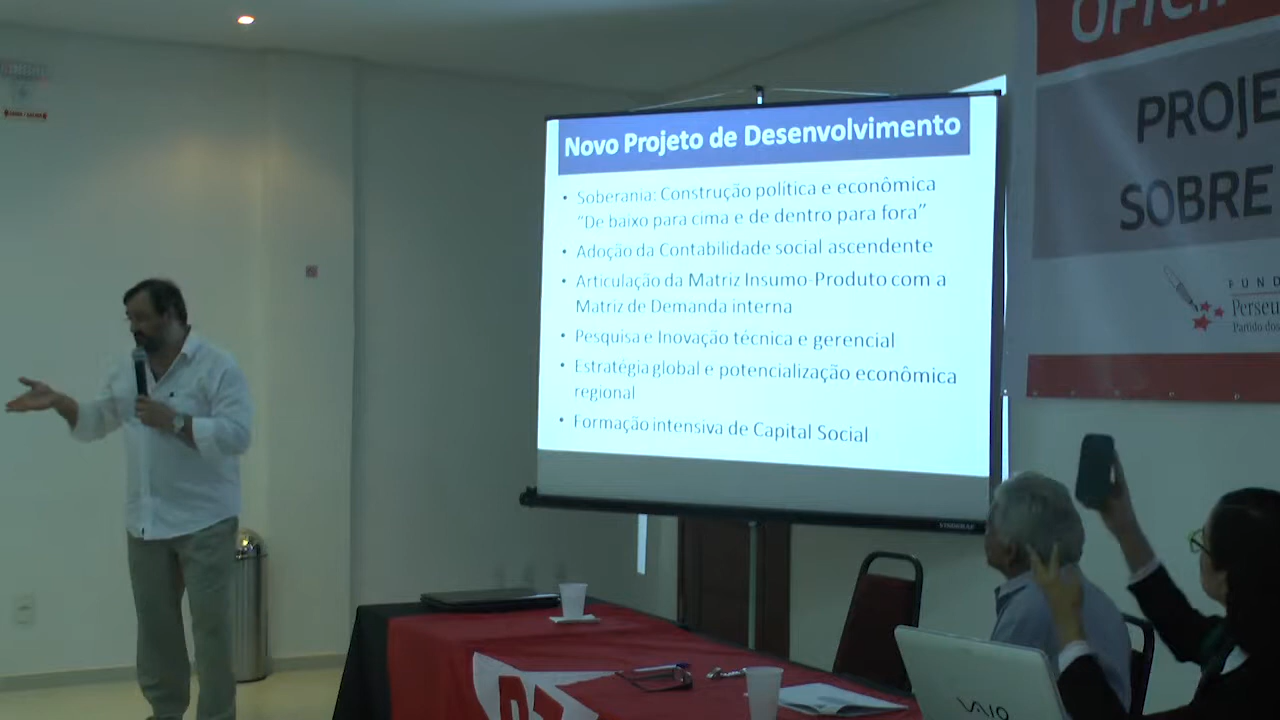 Novo Projeto de Desenvolvimento
• Soberania: Construção política e econômica
“De baixo para cima e de dentro para fora”
• Adoção da Contabilidade social ascendente
• Articulação da Matriz Insumo-Produto com a
Matriz de Demanda interna
• Pesquisa e Inovação técnica e gerencial
• Estratégia global e potencialização econômica
regional
• Formação intensiva de Capital Social
OFICI
PROJE
SOBRE
FUND
Perseu
Partido dos
VAIO